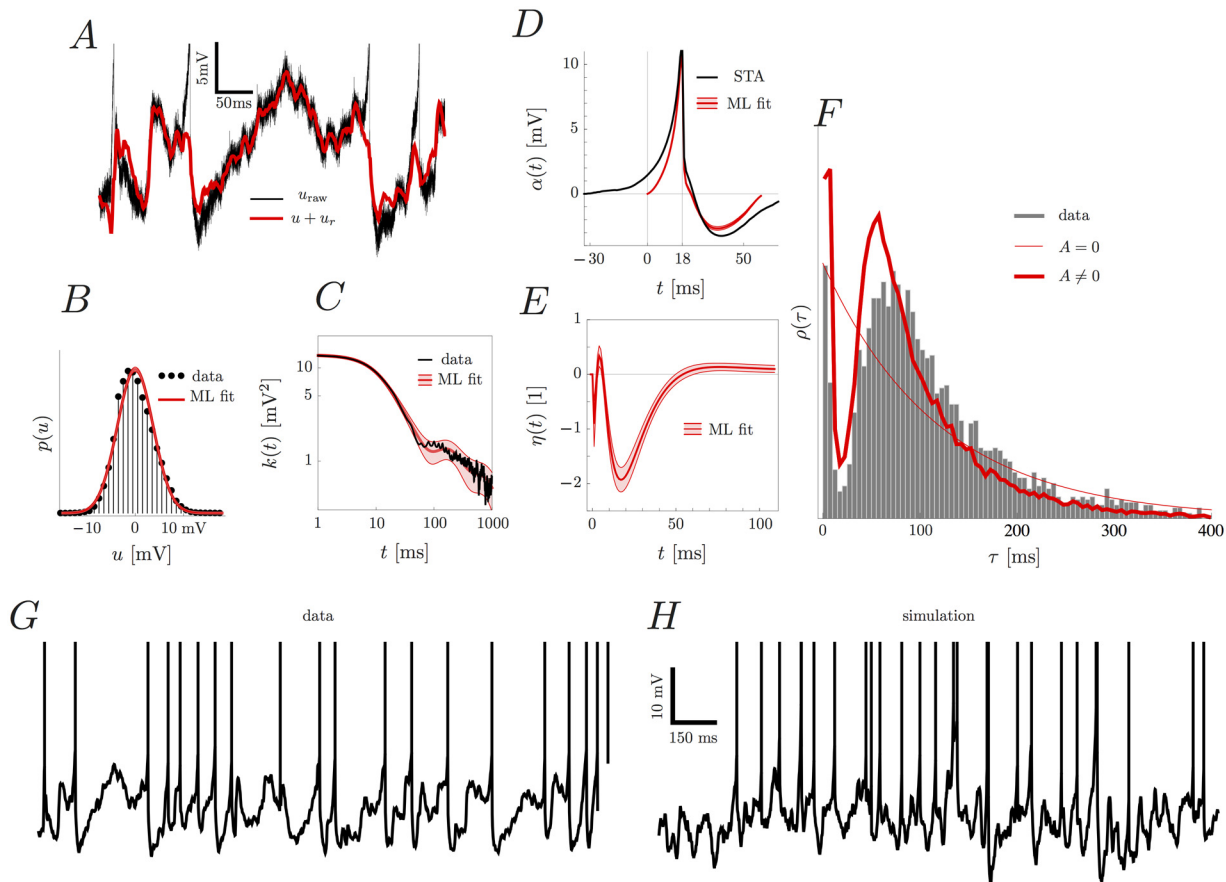 A
5mV
50ms
u_raw
u + u_r
B
p(u)
data
ML fit
−10 0 10 mV
u [mV]
C
k(t) [mV²]
10
5
1
data
ML fit
1 10 100 1000
t [ms]
D
α(t) [mV]
10
5
0
STA
ML fit
−30 0 18 50
t [ms]
E
η(t) [1]
1
0
−1
−2
ML fit
0 50 100
t [ms]
F
ρ(τ)
data
A = 0
A ≠ 0
0 100 200 300 400
τ [ms]
G
data
H
simulation
10 mV
150 ms